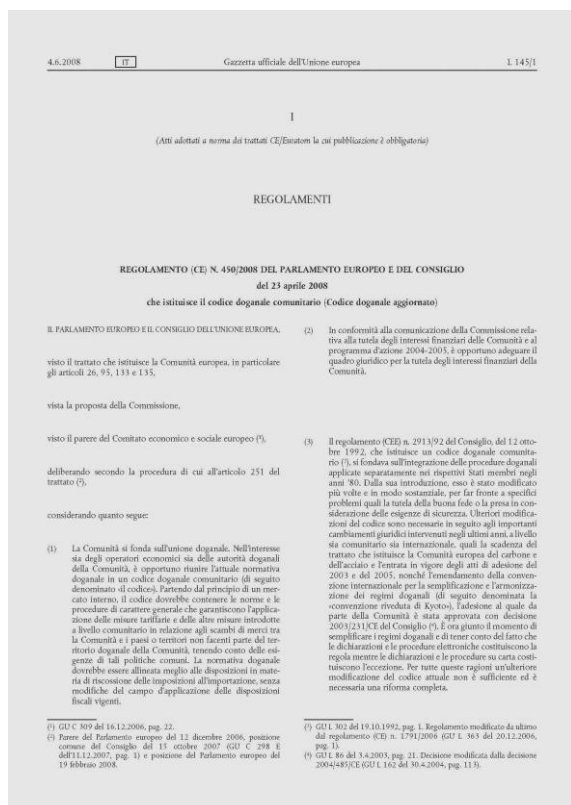 4.6.2008
IT
Gazzetta ufficiale dell'Unione europea
L 145/1
I
(Atti adottati a norma dei trattati CE/Euratom la cui pubblicazione è obbligatoria)
REGOLAMENTI
REGOLAMENTO (CE) N. 450/2008 DEL PARLAMENTO EUROPEO E DEL CONSIGLIO
del 23 aprile 2008
che istituisce il codice doganale comunitario (Codice doganale aggiornato)
IL PARLAMENTO EUROPEO E IL CONSIGLIO DELL'UNIONE EUROPEA,
visto il trattato che istituisce la Comunità europea, in particolare
gli articoli 26, 95, 133 e 135,
vista la proposta della Commissione,
visto il parere del Comitato economico e sociale europeo (¹),
deliberando secondo la procedura di cui all'articolo 251 del
trattato (²),
considerando quanto segue:
(1) La Comunità si fonda sull'unione doganale. Nell'interesse
sia degli operatori economici sia delle autorità doganali
della Comunità, è opportuno riunire l'attuale normativa
doganale in un codice doganale comunitario (di seguito
denominato «il codice»). Partendo dal principio di un mer-
cato interno, il codice dovrebbe contenere le norme e le
procedure di carattere generale che garantiscono l'applica-
zione delle misure tariffarie e delle altre misure introdotte
a livello comunitario in relazione agli scambi di merci tra
la Comunità e i paesi o territori non facenti parte del ter-
ritorio doganale della Comunità, tenendo conto delle esi-
genze di tali politiche comuni. La normativa doganale
dovrebbe essere allineata meglio alle disposizioni in mate-
ria di riscossione delle imposizioni all'importazione, senza
modifiche del campo d'applicazione delle disposizioni
fiscali vigenti.
(¹) GU C 309 del 16.12.2006, pag. 22.
(²) Parere del Parlamento europeo del 12 dicembre 2006, posizione
comune del Consiglio del 15 ottobre 2007 (GU C 298 E
dell'11.12.2007, pag. 1) e posizione del Parlamento europeo del
19 febbraio 2008.
(2) In conformità alla comunicazione della Commissione rela-
tiva alla tutela degli interessi finanziari delle Comunità e al
programma d'azione 2004-2005, è opportuno adeguare il
quadro giuridico per la tutela degli interessi finanziari della
Comunità.
(3) Il regolamento (CEE) n. 2913/92 del Consiglio, del 12 otto-
bre 1992, che istituisce un codice doganale comunita-
rio (³), si fondava sull'integrazione delle procedure doganali
applicate separatamente nei rispettivi Stati membri negli
anni '80. Dalla sua introduzione, esso è stato modificato
più volte e in modo sostanziale, per far fronte a specifici
problemi quali la tutela della buona fede o la presa in con-
siderazione delle esigenze di sicurezza. Ulteriori modifica-
zioni del codice sono necessarie in seguito agli importanti
cambiamenti giuridici intervenuti negli ultimi anni, a livello
sia comunitario sia internazionale, quali la scadenza del
trattato che istituisce la Comunità europea del carbone e
dell'acciaio e l'entrata in vigore degli atti di adesione del
2003 e del 2005, nonché l'emendamento della conven-
zione internazionale per la semplificazione e l'armonizza-
zione dei regimi doganali (di seguito denominata la
«convenzione riveduta di Kyoto»), l'adesione al quale da
parte della Comunità è stata approvata con decisione
2003/231/CE del Consiglio (⁴). È ora giunto il momento di
semplificare i regimi doganali e di tener conto del fatto che
le dichiarazioni e le procedure elettroniche costituiscono la
regola mentre le dichiarazioni e le procedure su carta costi-
tuiscono l'eccezione. Per tutte queste ragioni un'ulteriore
modificazione del codice attuale non è sufficiente ed è
necessaria una riforma completa.
(³) GU L 302 del 19.10.1992, pag. 1. Regolamento modificato da ultimo
dal regolamento (CE) n. 1791/2006 (GU L 363 del 20.12.2006,
pag. 1).
(⁴) GU L 86 del 3.4.2003, pag. 21. Decisione modificata dalla decisione
2004/485/CE (GU L 162 del 30.4.2004, pag. 113).